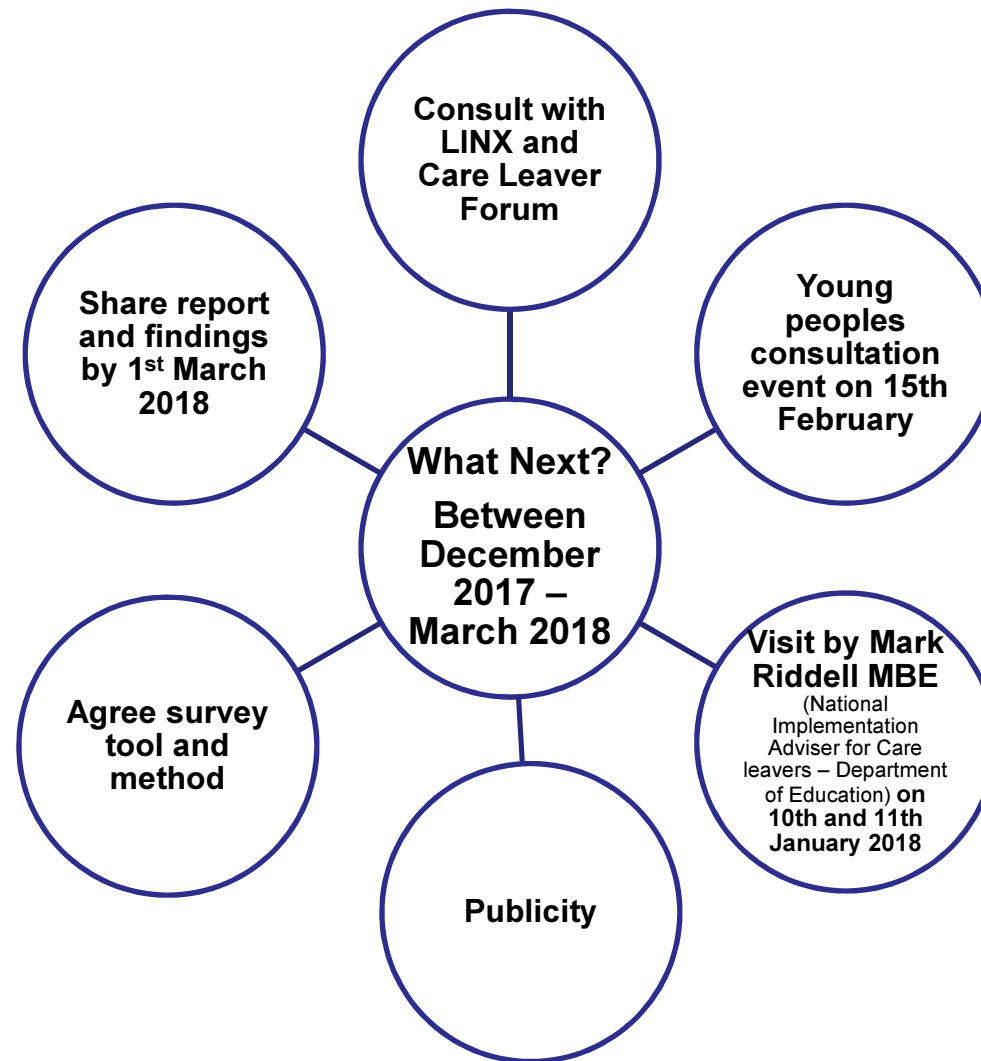 Consult with
LINX and
Care Leaver
Forum
Young
peoples
consultation
event on 15th
February
Visit by Mark
Riddell MBE
(National
Implementation
Adviser for Care
leavers – Department
of Education) on
10th and 11th
January 2018
Publicity
Agree survey
tool and
method
Share report
and findings
by 1st March
2018
What Next?
Between
December
2017 –
March 2018